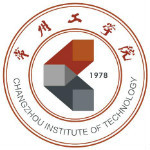 常州工学院
1978
CHANGZHOU INSTITUTE OF TECHNOLOGY